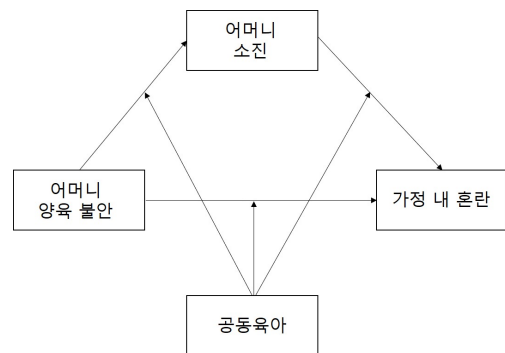 어머니
소진
어머니
양육 불안
가정 내 혼란
공동육아